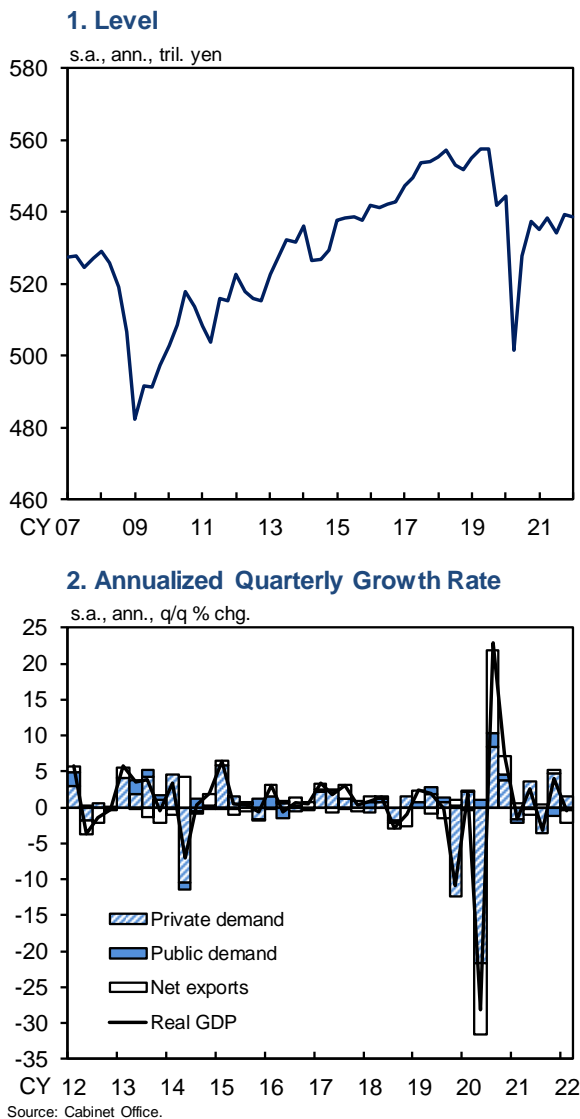 1. Level
s.a., ann., tril. yen
580
560
540
520
500
480
460
CY 07 09 11 13 15 17 19 21
2. Annualized Quarterly Growth Rate
s.a., ann., q/q % chg.
25
20
15
10
5
0
-5
-10
-15
-20
-25
-30
-35
Private demand
Public demand
Net exports
Real GDP
CY 12 13 14 15 16 17 18 19 20 21 22
Source: Cabinet Office.